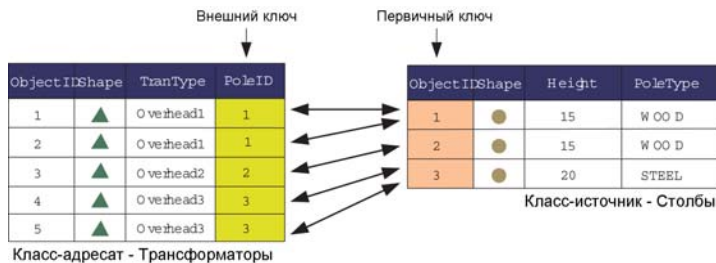 Внешний ключ
Первичный ключ
ObjectID Shape TranType PoleID
1 Overhead1 1
2 Overhead1 1
3 Overhead2 2
4 Overhead3 3
5 Overhead3 3
Класс-адресат - Трансформаторы
ObjectID Shape Height PoleType
1 15 WOOD
2 15 WOOD
3 20 STEEL
Класс-источник - Столбы